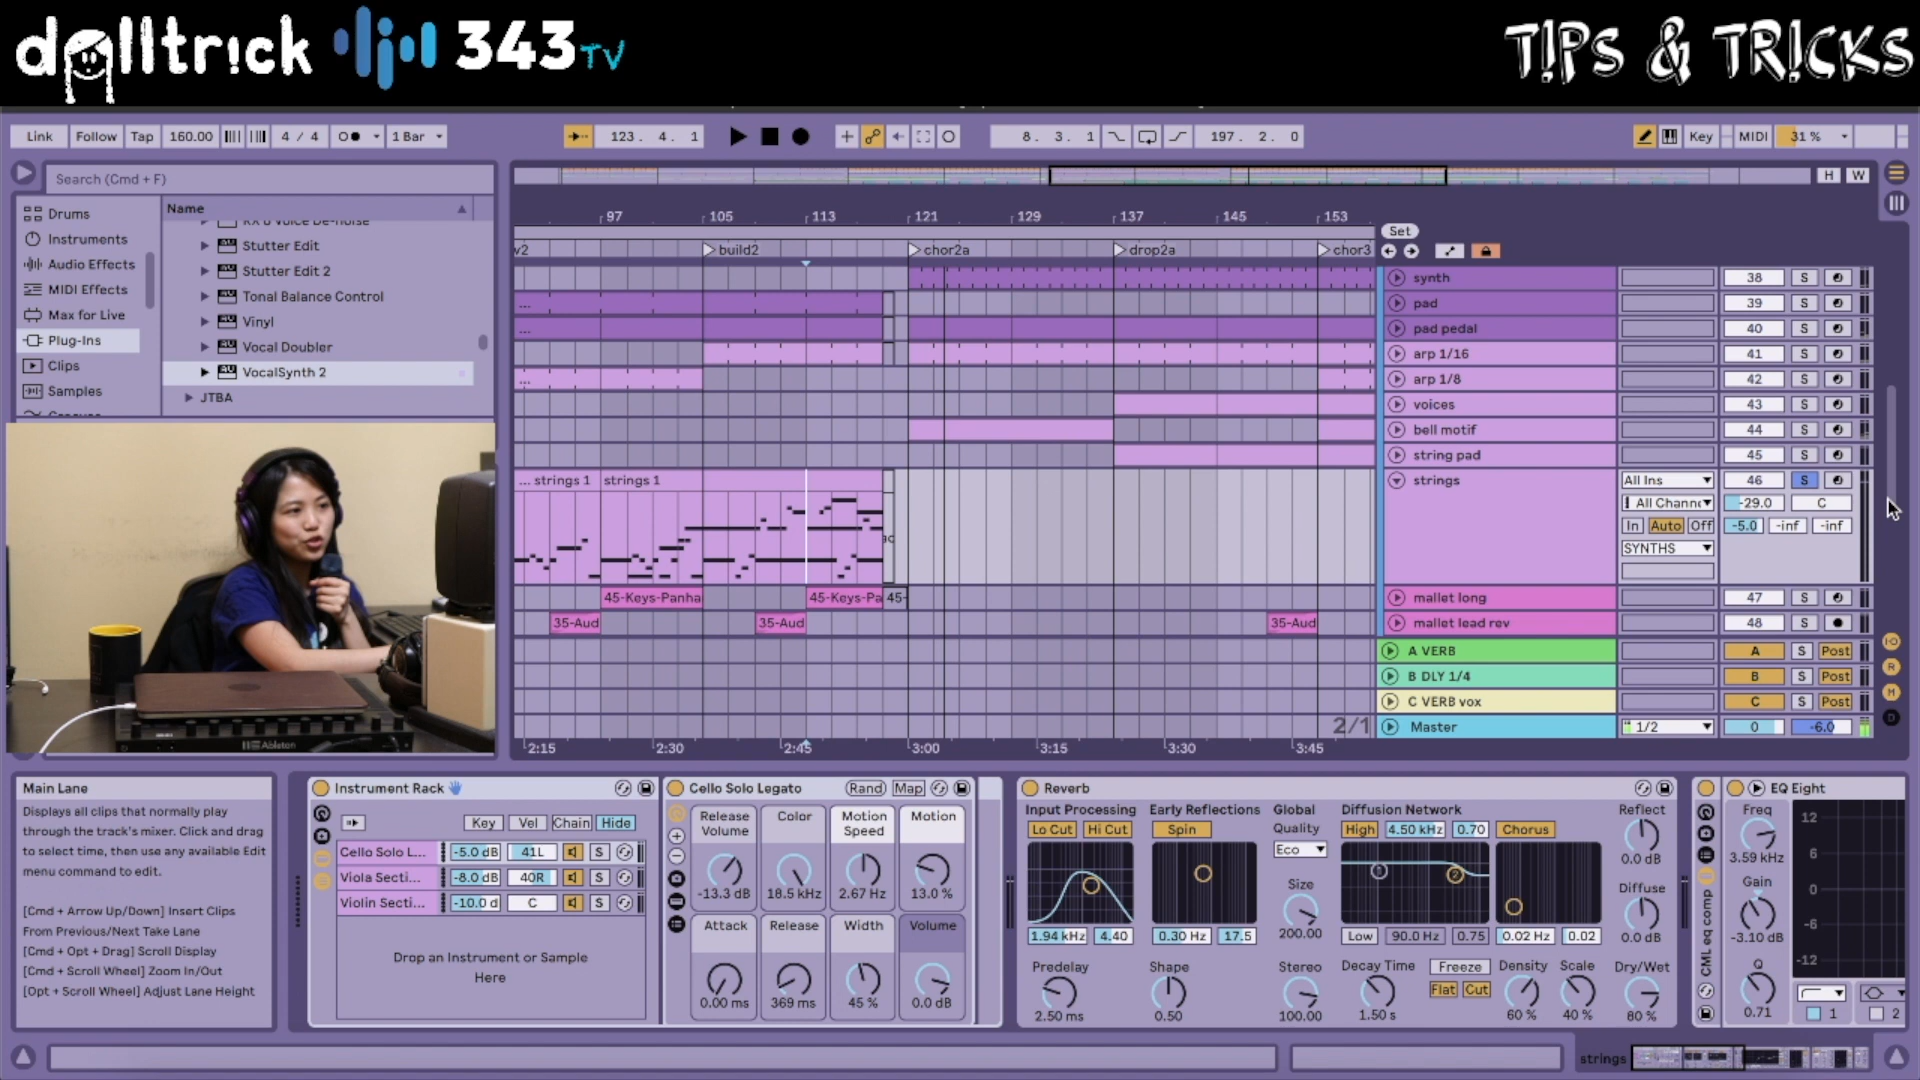 dolltrick 343 TV
TIPS & TRICKS
Link Follow Tap 160.00 4 / 4 1 Bar 123. 4. 1 8. 3. 1 197. 2. 0 Key MIDI 31 %
Search (Cmd + F)
H W
Name
Drums
Instruments
Audio Effects
MIDI Effects
Max for Live
Plug-Ins
Clips
Samples
Stutter Edit
Stutter Edit 2
Tonal Balance Control
Vinyl
Vocal Doubler
VocalSynth 2
JTBA
97 105 113 121 129 137 145 153
Set
v2 build2 chor2a drop2a chor3
synth 38 S
pad 39 S
pad pedal 40 S
arp 1/16 41 S
arp 1/8 42 S
voices 43 S
bell motif 44 S
string pad 45 S
... strings 1 strings 1
strings All Ins 46 S
All Chann -29.0 C
In Auto Off -5.0 -inf -inf
SYNTHS
45-Keys-Panha 45-Keys-Pa 45-
mallet long 47 S
35-Aud 35-Aud 35-Aud
mallet lead rev 48 S
A VERB A S Post
B DLY 1/4 B S Post
C VERB vox C S Post
2/1 Master 1/2 0 -6.0
2:15 2:30 2:45 3:00 3:15 3:30 3:45
Ableton
Main Lane
Displays all clips that normally play
through the track's mixer. Click and drag
to select time, then use any available Edit
menu command to edit.
[Cmd + Arrow Up/Down] Insert Clips
From Previous/Next Take Lane
[Cmd + Opt + Drag] Scroll Display
[Cmd + Scroll Wheel] Zoom In/Out
[Opt + Scroll Wheel] Adjust Lane Height
Instrument Rack
Key Vel Chain Hide
Cello Solo L... -5.0 dB 41L S
Viola Secti... -8.0 dB 40R S
Violin Secti... -10.0 d C S
Drop an Instrument or Sample
Here
Cello Solo Legato Rand Map
Release Volume Color Motion Speed Motion
-13.3 dB 18.5 kHz 2.67 Hz 13.0 %
Attack Release Width Volume
0.00 ms 369 ms 45 % 0.0 dB
Reverb
Input Processing Early Reflections Global Diffusion Network Reflect
Lo Cut Hi Cut Spin Quality High 4.50 kHz 0.70 Chorus
Eco
0.0 dB
Size
200.00
Diffuse
0.0 dB
1.94 kHz 4.40 0.30 Hz 17.5 Low 90.0 Hz 0.75 0.02 Hz 0.02
Predelay Shape Stereo Decay Time Freeze Density Scale Dry/Wet
Flat Cut
2.50 ms 0.50 100.00 1.50 s 60 % 40 % 80 %
CML eq comp
EQ Eight
Freq
3.59 kHz
Gain
-3.10 dB
Q
0.71
12
6
0
-6
-12
1 2
strings